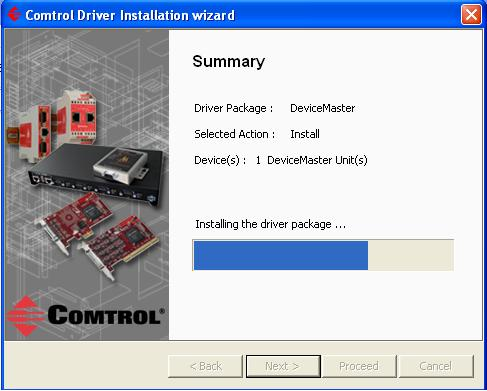 Comtrol Driver Installation wizard
Summary
Driver Package : DeviceMaster
Selected Action : Install
Device(s) : 1 DeviceMaster Unit(s)
Installing the driver package ...
COMTROL®
< Back Next > Proceed Cancel